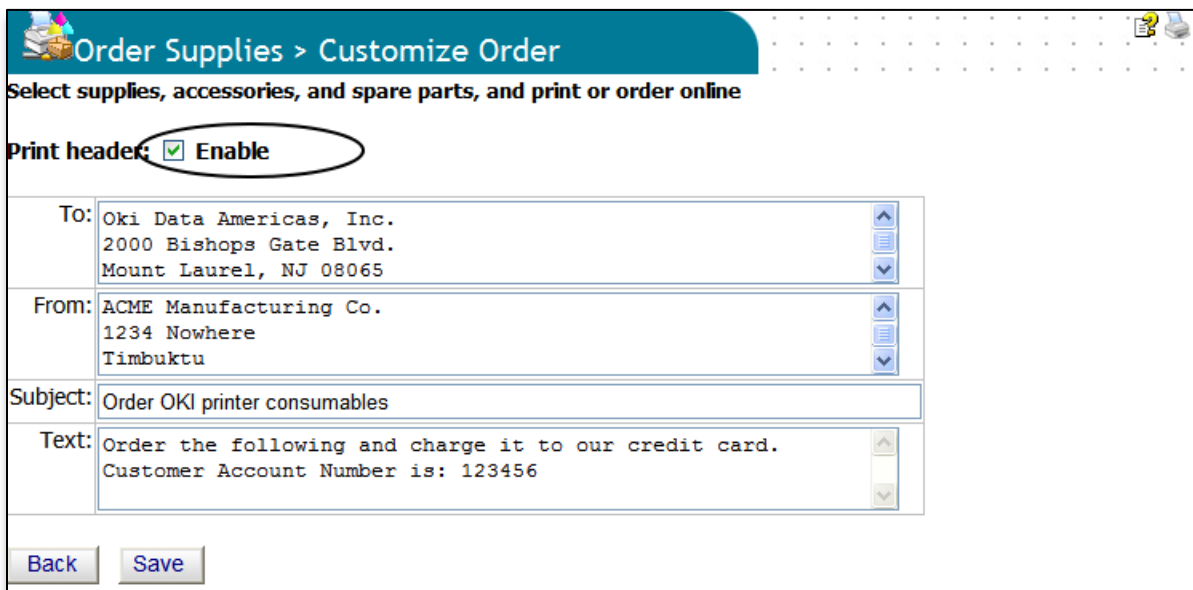 Order Supplies > Customize Order
Select supplies, accessories, and spare parts, and print or order online
Print header: Enable
To: Oki Data Americas, Inc.
2000 Bishops Gate Blvd.
Mount Laurel, NJ 08065
From: ACME Manufacturing Co.
1234 Nowhere
Timbuktu
Subject: Order OKI printer consumables
Text: Order the following and charge it to our credit card.
Customer Account Number is: 123456
Back Save